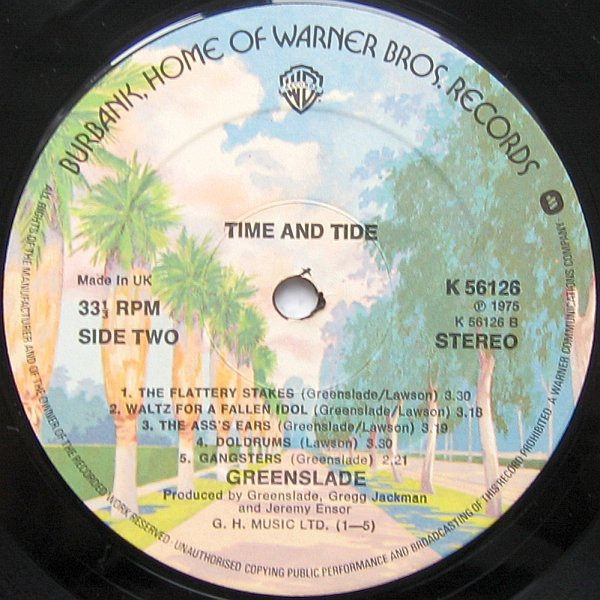 BURBANK, HOME OF WARNER BROS. RECORDS
TIME AND TIDE
Made In UK
33⅓ RPM
SIDE TWO
K 56126
℗ 1975
K 56126 B
STEREO
1. THE FLATTERY STAKES (Greenslade/Lawson) 3.30
2. WALTZ FOR A FALLEN IDOL (Greenslade/Lawson) 3.18
3. THE ASS'S EARS (Greenslade/Lawson) 3.19
4. DOLDRUMS (Lawson) 3.30
5. GANGSTERS (Greenslade) 2.21
GREENSLADE
Produced by Greenslade, Gregg Jackman
and Jeremy Ensor
G. H. MUSIC LTD. (1—5)
ALL RIGHTS OF THE MANUFACTURER AND OF THE OWNER OF THE RECORDED WORK RESERVED · UNAUTHORISED COPYING PUBLIC PERFORMANCE AND BROADCASTING OF THIS RECORD PROHIBITED · A WARNER COMMUNICATIONS COMPANY